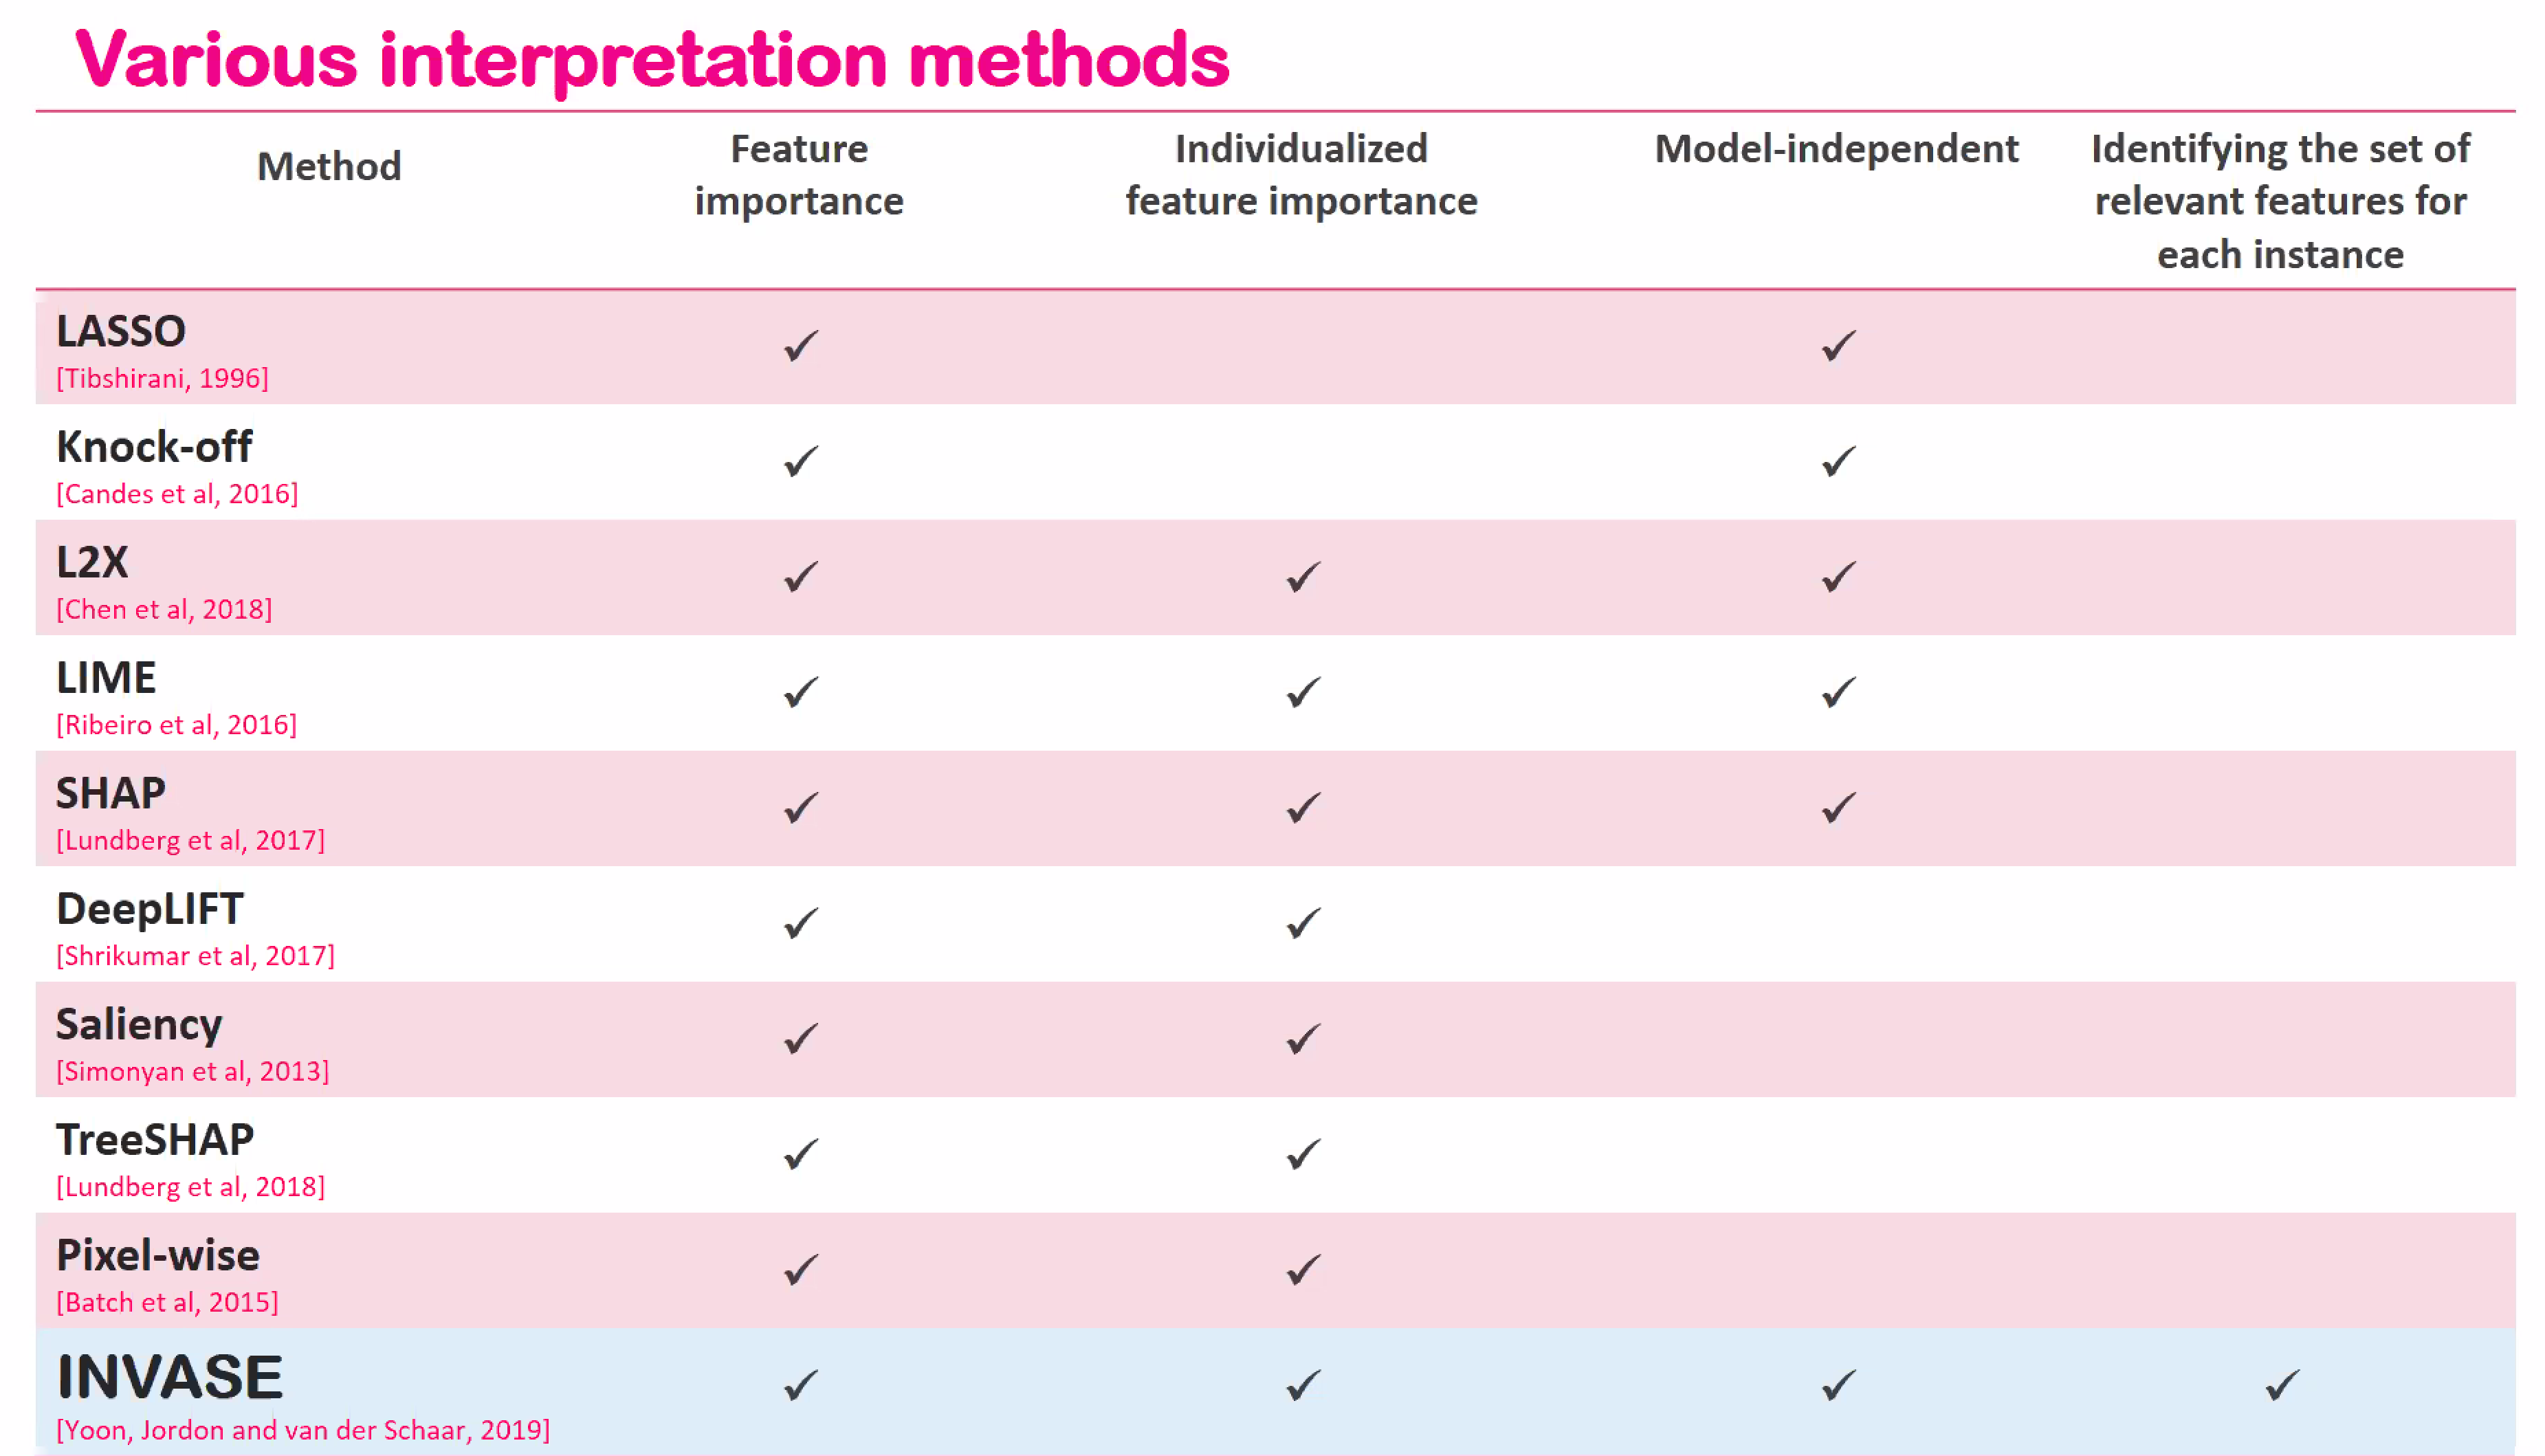 Various interpretation methods
Method
Feature
importance
Individualized
feature importance
Model-independent
Identifying the set of
relevant features for
each instance
LASSO
[Tibshirani, 1996]
✓ ✓
Knock-off
[Candes et al, 2016]
✓ ✓
L2X
[Chen et al, 2018]
✓ ✓ ✓
LIME
[Ribeiro et al, 2016]
✓ ✓ ✓
SHAP
[Lundberg et al, 2017]
✓ ✓ ✓
DeepLIFT
[Shrikumar et al, 2017]
✓ ✓
Saliency
[Simonyan et al, 2013]
✓ ✓
TreeSHAP
[Lundberg et al, 2018]
✓ ✓
Pixel-wise
[Batch et al, 2015]
✓ ✓
INVASE
[Yoon, Jordon and van der Schaar, 2019]
✓ ✓ ✓ ✓